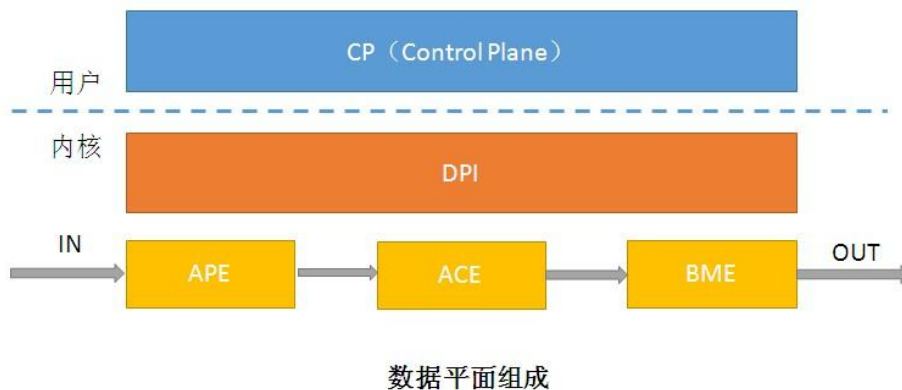 CP（Control Plane）
用户
内核
DPI
IN
APE
ACE
BME
OUT
数据平面组成